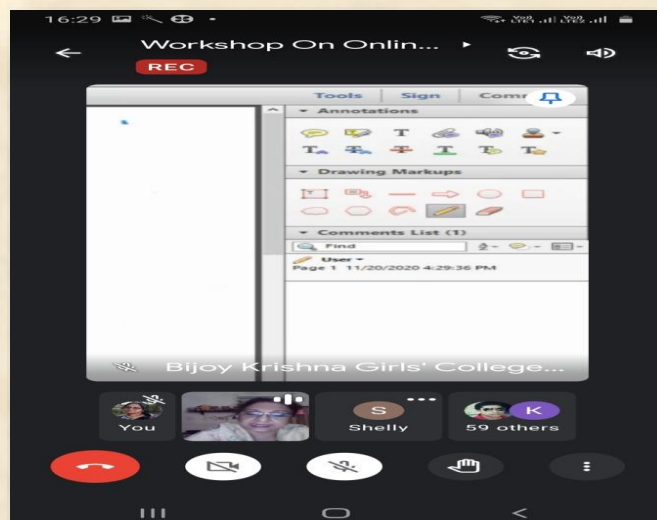 16:29
Workshop On Onlin...
REC
Tools Sign
Annotations
T
T T T T T T
Drawing Markups
Comments List (1)
Find
User
Page 1 11/20/2020 4:29:36 PM
Bijoy Krishna Girls' College...
You
S
Shelly
K
59 others